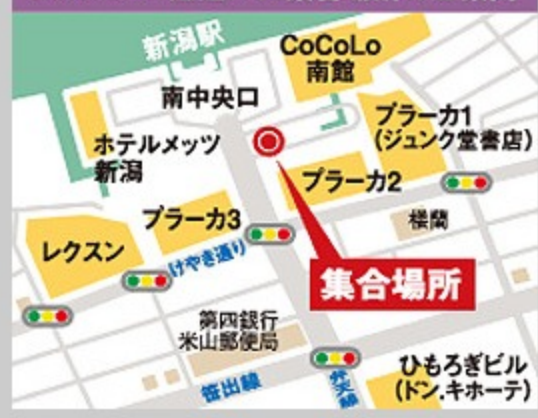 新潟駅
CoCoLo
南館
南中央口
プラーカ1
(ジュンク堂書店)
ホテルメッツ
新潟
プラーカ2
プラーカ3
楼蘭
レクスン
けやき通り
集合場所
第四銀行
米山郵便局
ひもろぎビル
(ドン.キホーテ)
笹出線
弁天線